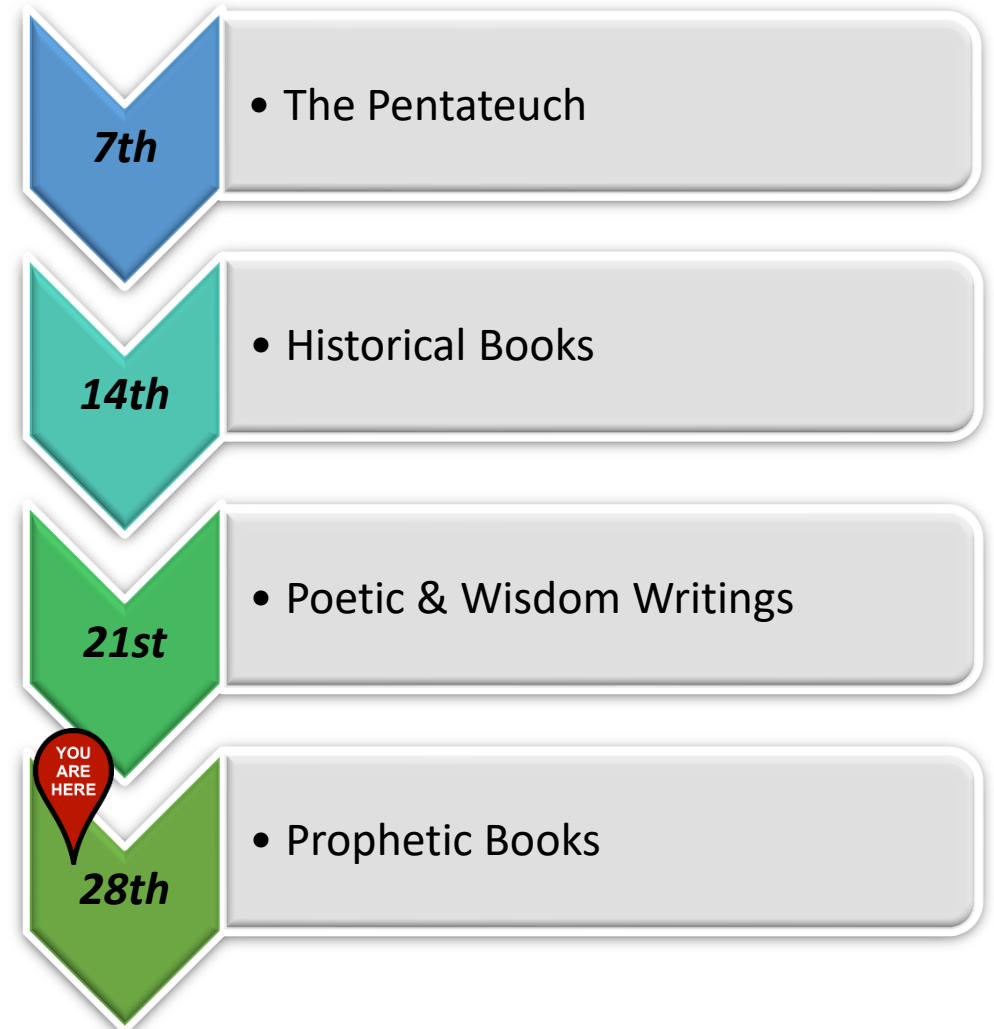 7th
• The Pentateuch
14th
• Historical Books
21st
• Poetic & Wisdom Writings
YOU
ARE
HERE
28th
• Prophetic Books